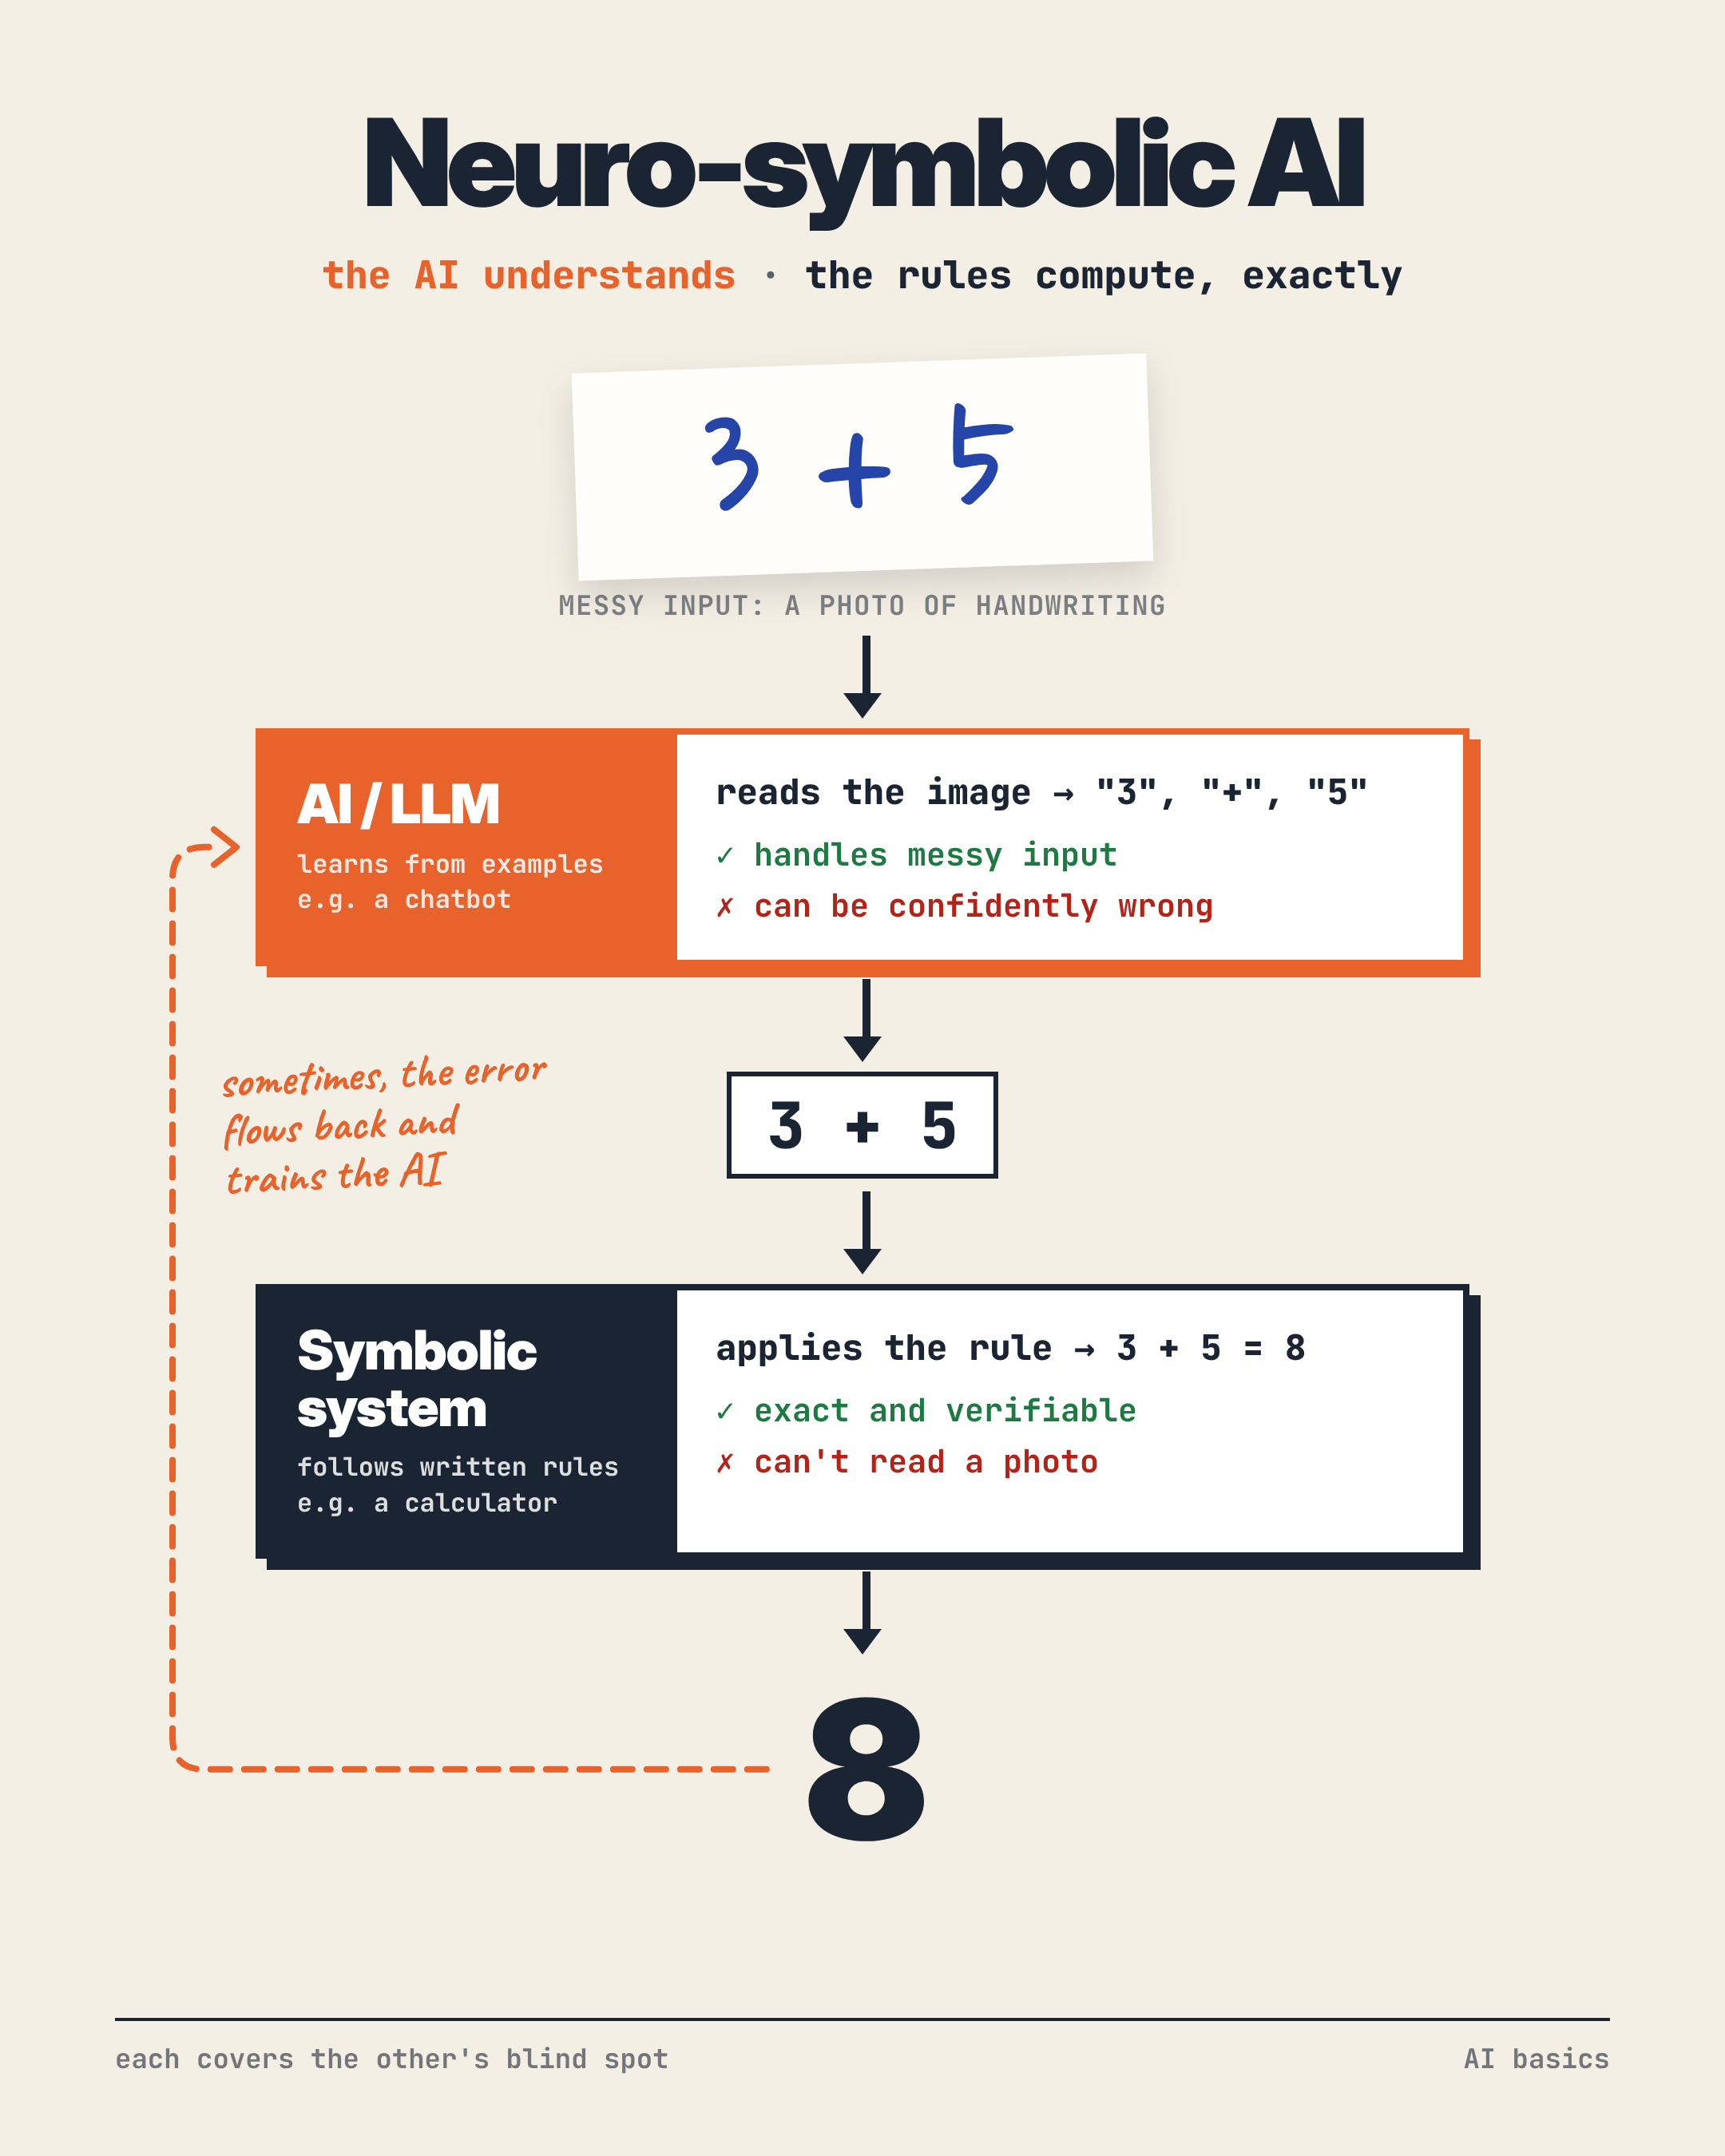 Neuro-symbolic AI
the AI understands · the rules compute, exactly
3 + 5
MESSY INPUT: A PHOTO OF HANDWRITING
AI/LLM
learns from examples
e.g. a chatbot
reads the image → "3", "+", "5"
✓ handles messy input
✗ can be confidently wrong
sometimes, the error
flows back and
trains the AI
3 + 5
Symbolic
system
follows written rules
e.g. a calculator
applies the rule → 3 + 5 = 8
✓ exact and verifiable
✗ can't read a photo
8
each covers the other's blind spot
AI basics